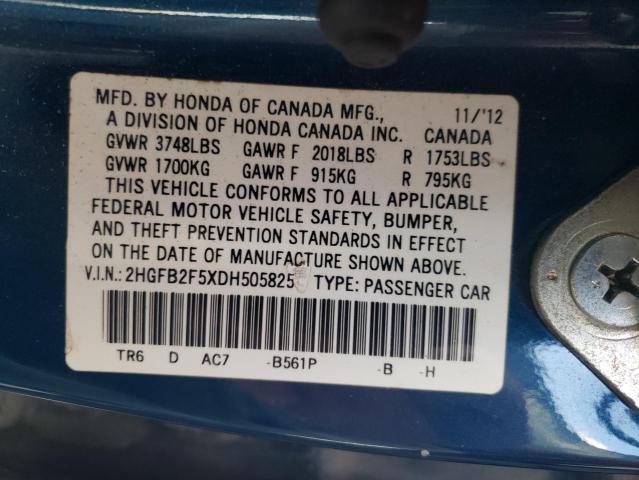 MFD. BY HONDA OF CANADA MFG., 11/'12
A DIVISION OF HONDA CANADA INC. CANADA
GVWR 3748LBS GAWR F 2018LBS R 1753LBS
GVWR 1700KG GAWR F 915KG R 795KG
THIS VEHICLE CONFORMS TO ALL APPLICABLE
FEDERAL MOTOR VEHICLE SAFETY, BUMPER,
AND THEFT PREVENTION STANDARDS IN EFFECT
ON THE DATE OF MANUFACTURE SHOWN ABOVE.
V.I.N.: 2HGFB2F5XDH505825 TYPE: PASSENGER CAR
TR6 D AC7 -B561P -B -H